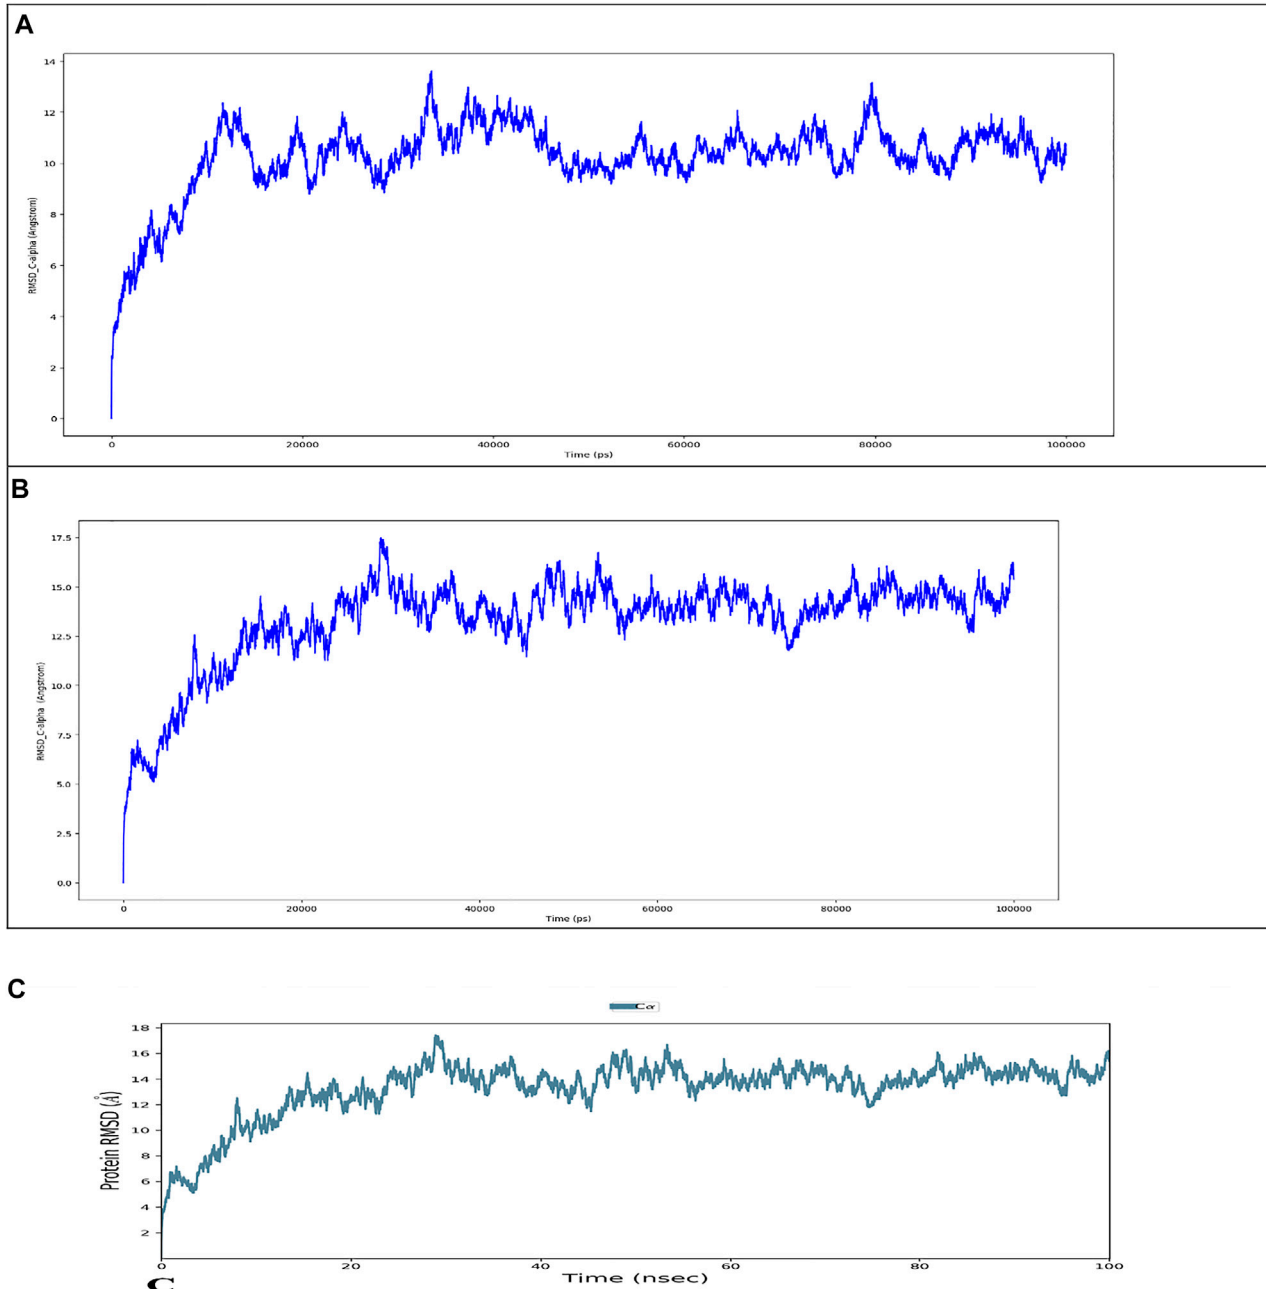 A
14
12
10
8
6
4
2
0
RMSD_C-alpha (Angstrom)
0 20000 40000 60000 80000 100000
Time (ps)
B
17.5
15.0
12.5
10.0
7.5
5.0
2.5
0.0
RMSD_C-alpha (Angstrom)
0 20000 40000 60000 80000 100000
Time (ps)
C
Cα
18
16
14
12
10
8
6
4
2
Protein RMSD (Å)
0 20 40 60 80 100
Time (nsec)
C